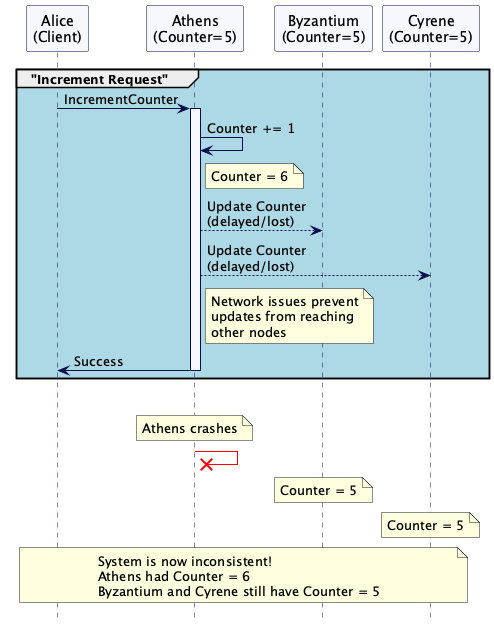 Alice
(Client)
Athens
(Counter=5)
Byzantium
(Counter=5)
Cyrene
(Counter=5)
"Increment Request"
IncrementCounter
Counter += 1
Counter = 6
Update Counter
(delayed/lost)
Update Counter
(delayed/lost)
Network issues prevent
updates from reaching
other nodes
Success
Athens crashes
Counter = 5
Counter = 5
System is now inconsistent!
Athens had Counter = 6
Byzantium and Cyrene still have Counter = 5